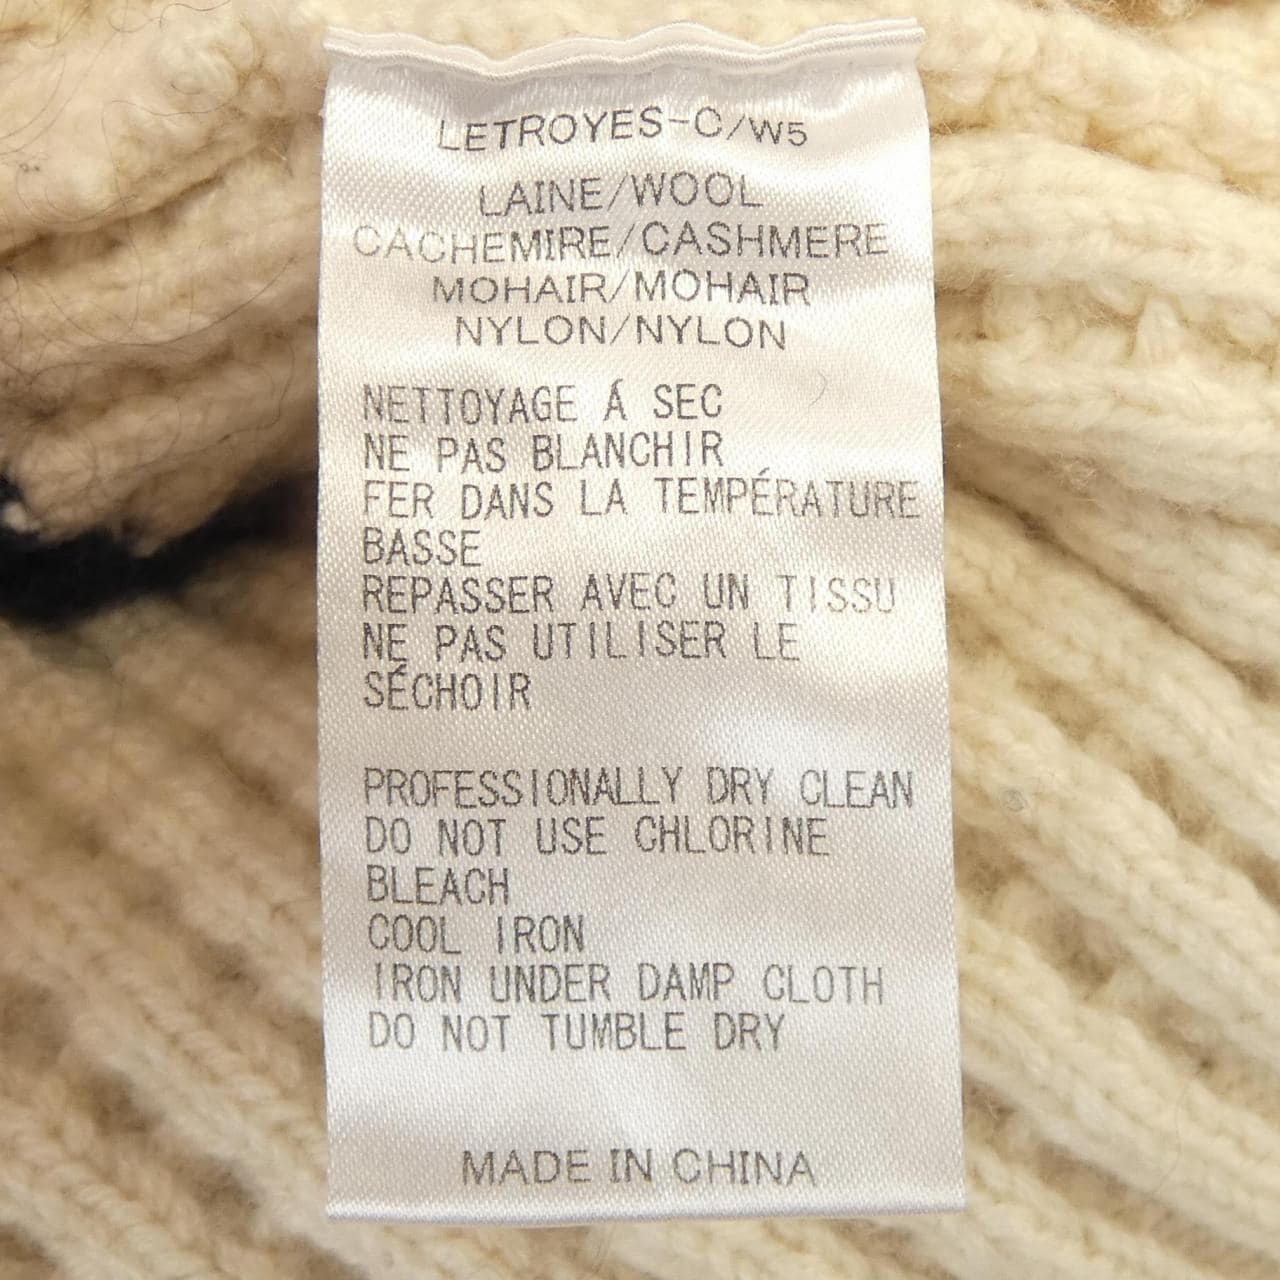 LETROYES-C/W5
LAINE/WOOL
CACHEMIRE/CASHMERE
MOHAIR/MOHAIR
NYLON/NYLON
NETTOYAGE Á SEC
NE PAS BLANCHIR
FER DANS LA TEMPÉRATURE
BASSE
REPASSER AVEC UN TISSU
NE PAS UTILISER LE
SÉCHOIR
PROFESSIONALLY DRY CLEAN
DO NOT USE CHLORINE
BLEACH
COOL IRON
IRON UNDER DAMP CLOTH
DO NOT TUMBLE DRY
MADE IN CHINA